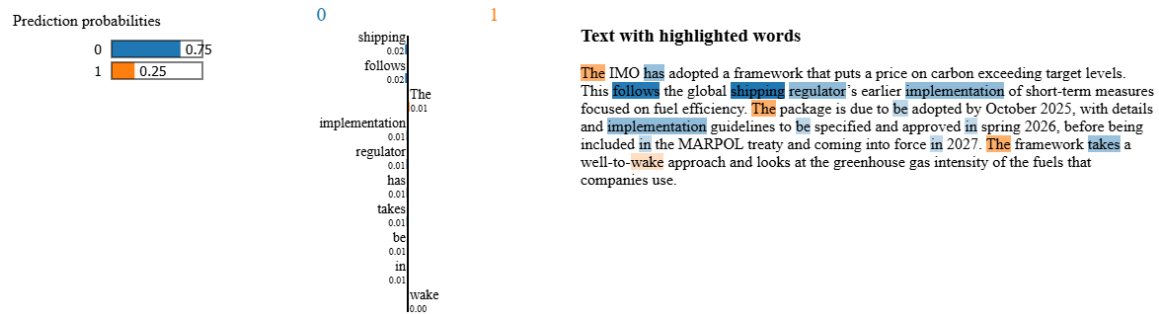 Prediction probabilities
0 0.75
1 0.25
0 1
shipping
0.02
follows
0.02
The
0.01
implementation
0.01
regulator
0.01
has
0.01
takes
0.01
be
0.01
in
0.01
wake
0.00
Text with highlighted words
The IMO has adopted a framework that puts a price on carbon exceeding target levels.
This follows the global shipping regulator's earlier implementation of short-term measures
focused on fuel efficiency. The package is due to be adopted by October 2025, with details
and implementation guidelines to be specified and approved in spring 2026, before being
included in the MARPOL treaty and coming into force in 2027. The framework takes a
well-to-wake approach and looks at the greenhouse gas intensity of the fuels that
companies use.